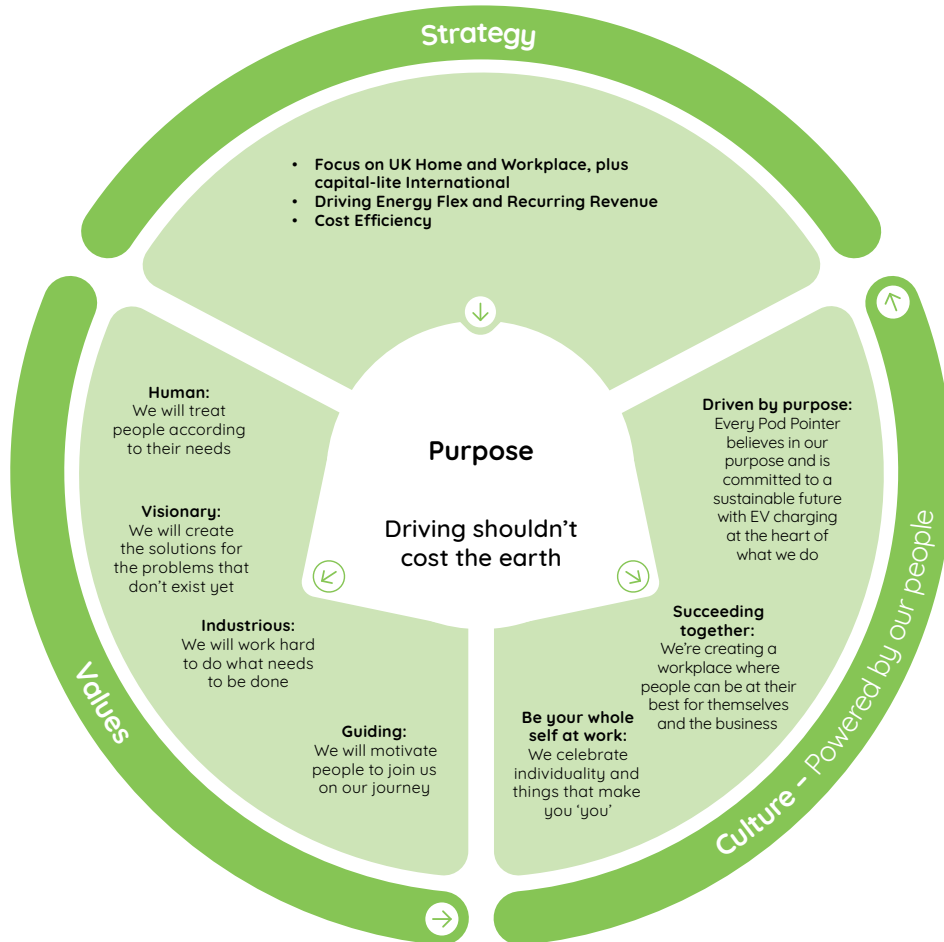 Strategy
• Focus on UK Home and Workplace, plus
capital-lite International
• Driving Energy Flex and Recurring Revenue
• Cost Efficiency
Purpose
Driving shouldn’t
cost the earth
Values
Human:
We will treat
people according
to their needs
Visionary:
We will create
the solutions for
the problems that
don’t exist yet
Industrious:
We will work hard
to do what needs
to be done
Guiding:
We will motivate
people to join us
on our journey
Culture – Powered by our people
Driven by purpose:
Every Pod Pointer
believes in our
purpose and is
committed to a
sustainable future
with EV charging
at the heart of
what we do
Succeeding
together:
We’re creating a
workplace where
people can be at their
best for themselves
and the business
Be your whole
self at work:
We celebrate
individuality and
things that make
you ‘you’